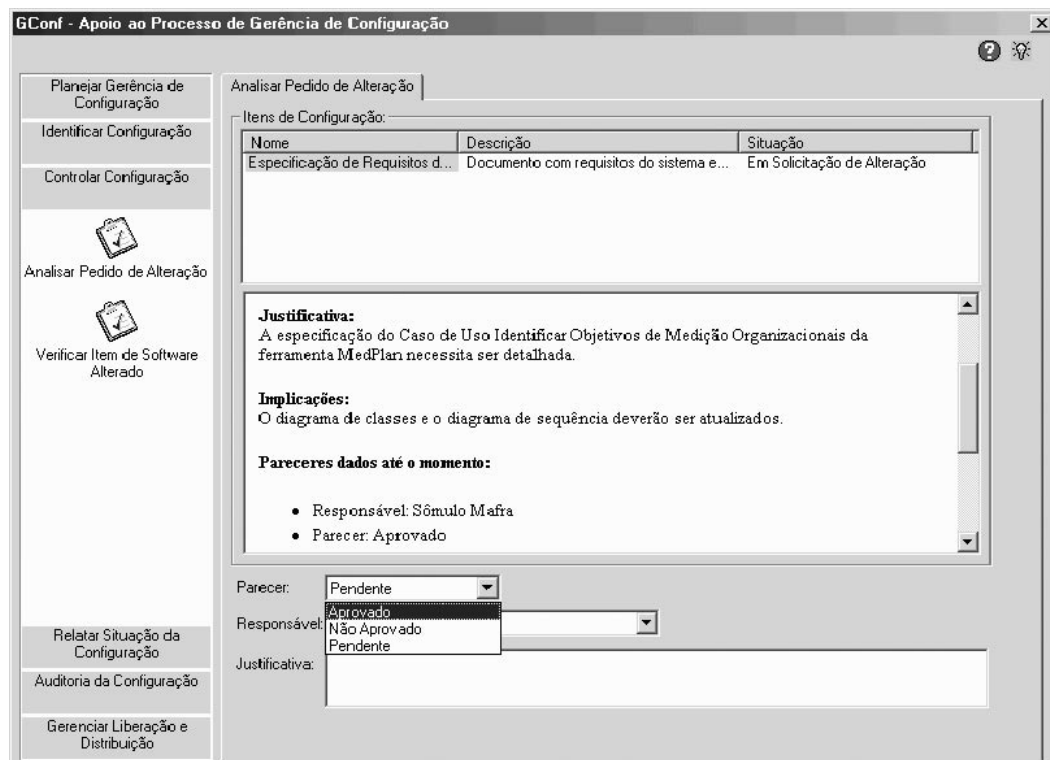 GConf - Apoio ao Processo de Gerência de Configuração
Planejar Gerência de
Configuração
Identificar Configuração
Controlar Configuração
Analisar Pedido de Alteração
Verificar Item de Software
Alterado
Relatar Situação da
Configuração
Auditoria da Configuração
Gerenciar Liberação e
Distribuição
Analisar Pedido de Alteração
Itens de Configuração:
Nome Descrição Situação
Especificação de Requisitos d... Documento com requisitos do sistema e... Em Solicitação de Alteração
Justificativa:
A especificação do Caso de Uso Identificar Objetivos de Medição Organizacionais da
ferramenta MedPlan necessita ser detalhada.
Implicações:
O diagrama de classes e o diagrama de sequência deverão ser atualizados.
Pareceres dados até o momento:
• Responsável: Sômulo Mafra
• Parecer: Aprovado
Parecer: Pendente
Aprovado
Responsável:
Não Aprovado
Pendente
Justificativa: